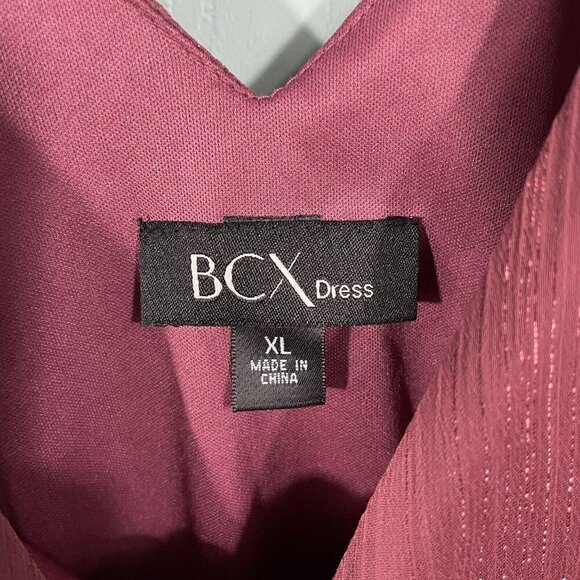 BCX Dress
XL
MADE IN
CHINA